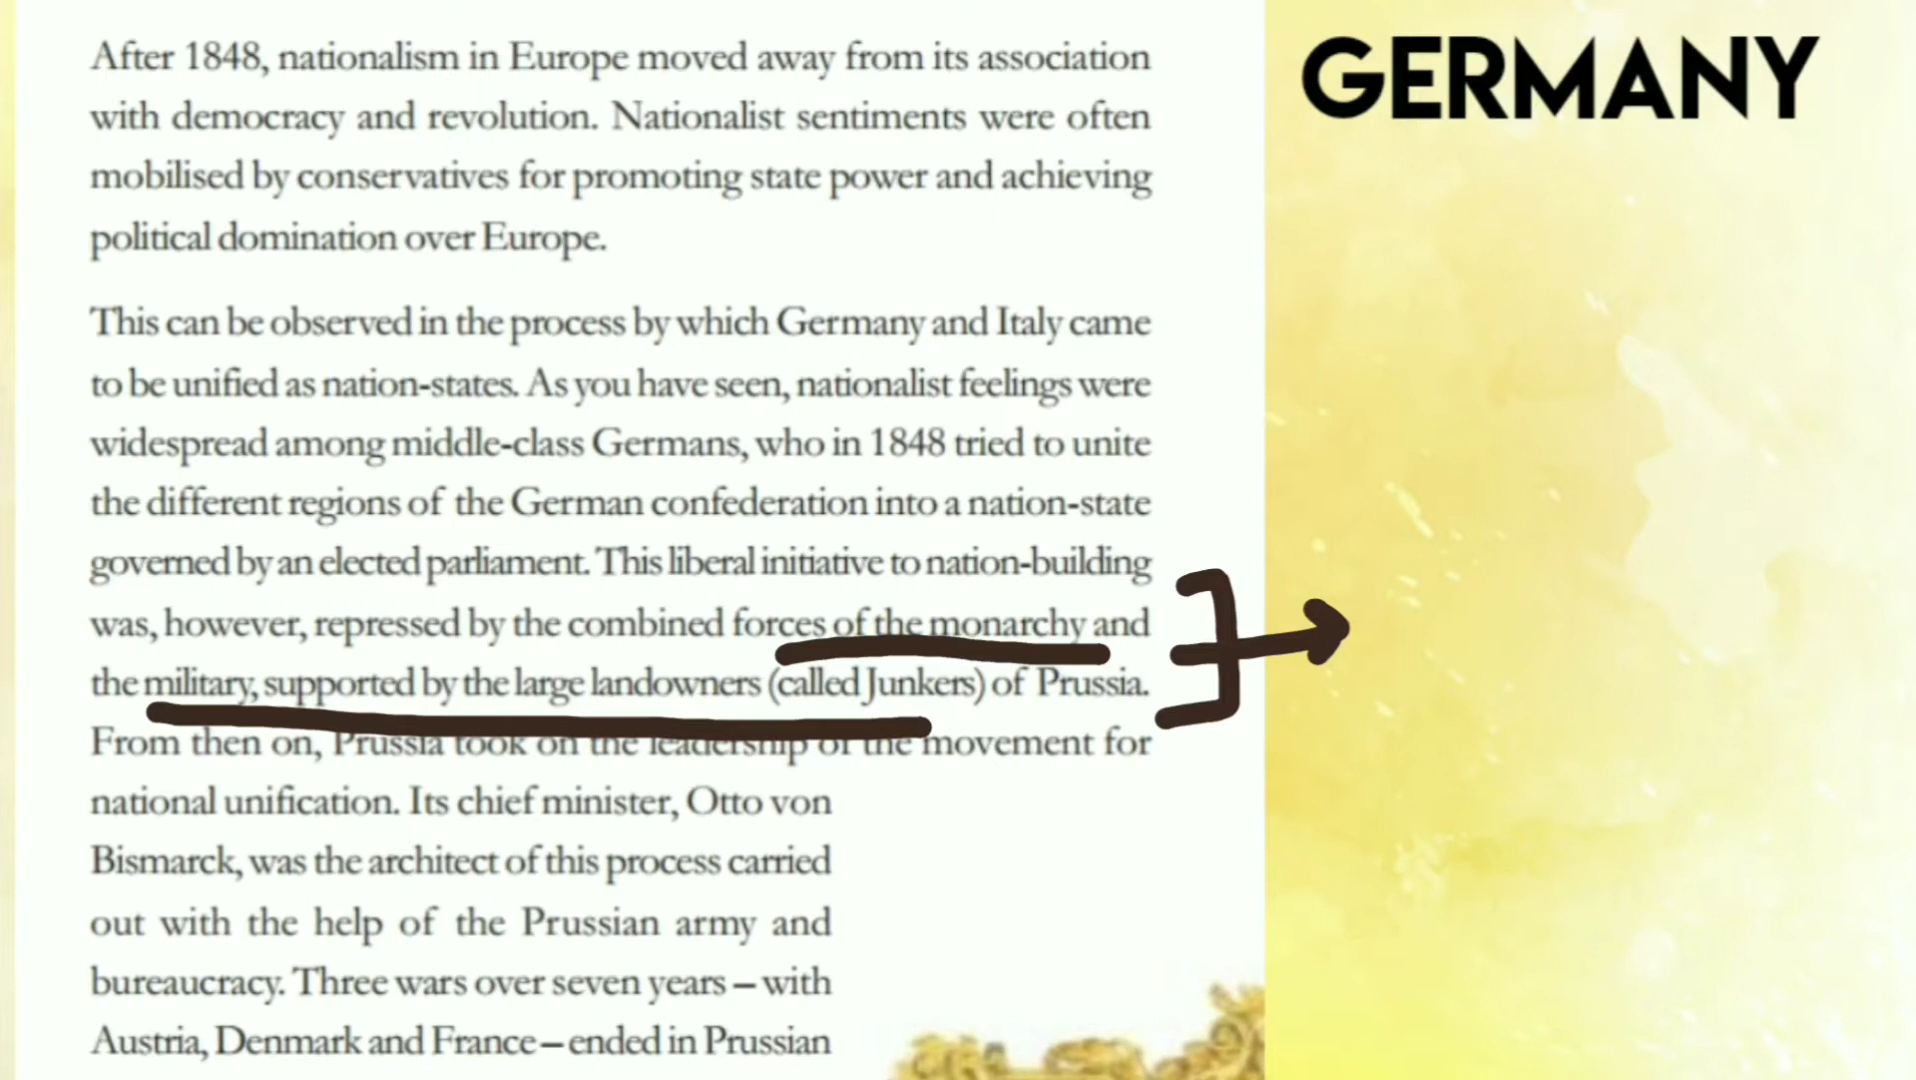 After 1848, nationalism in Europe moved away from its association
with democracy and revolution. Nationalist sentiments were often
mobilised by conservatives for promoting state power and achieving
political domination over Europe.
This can be observed in the process by which Germany and Italy came
to be unified as nation-states. As you have seen, nationalist feelings were
widespread among middle-class Germans, who in 1848 tried to unite
the different regions of the German confederation into a nation-state
governed by an elected parliament. This liberal initiative to nation-building
was, however, repressed by the combined forces of the monarchy and
the military, supported by the large landowners (called Junkers) of Prussia.
From then on, Prussia took on the leadership of the movement for
national unification. Its chief minister, Otto von
Bismarck, was the architect of this process carried
out with the help of the Prussian army and
bureaucracy. Three wars over seven years – with
Austria, Denmark and France – ended in Prussian
GERMANY